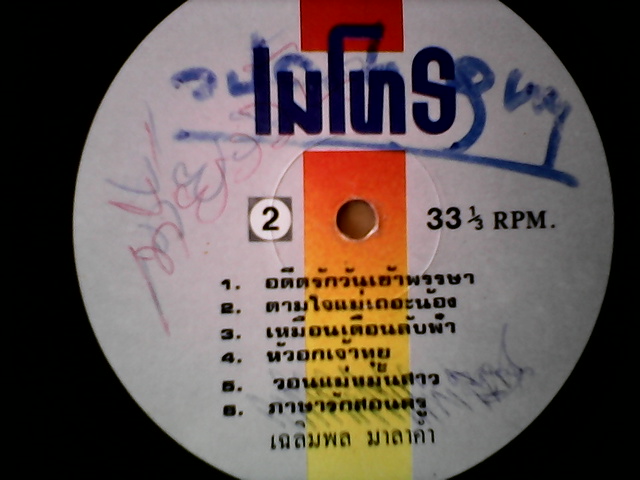 เมโทร
2
33 ⅓ RPM.
1. อดีตรักวันเข้าพรรษา
2. ตามใจแม่เถอะน้อง
3. เหมือนเดือนดับฟ้า
4. หัวอกเจ้าทุย
5. วอนแม่หมั้นสาว
6. ภาษารักสอนครู
เฉลิมพล มาลาคำ